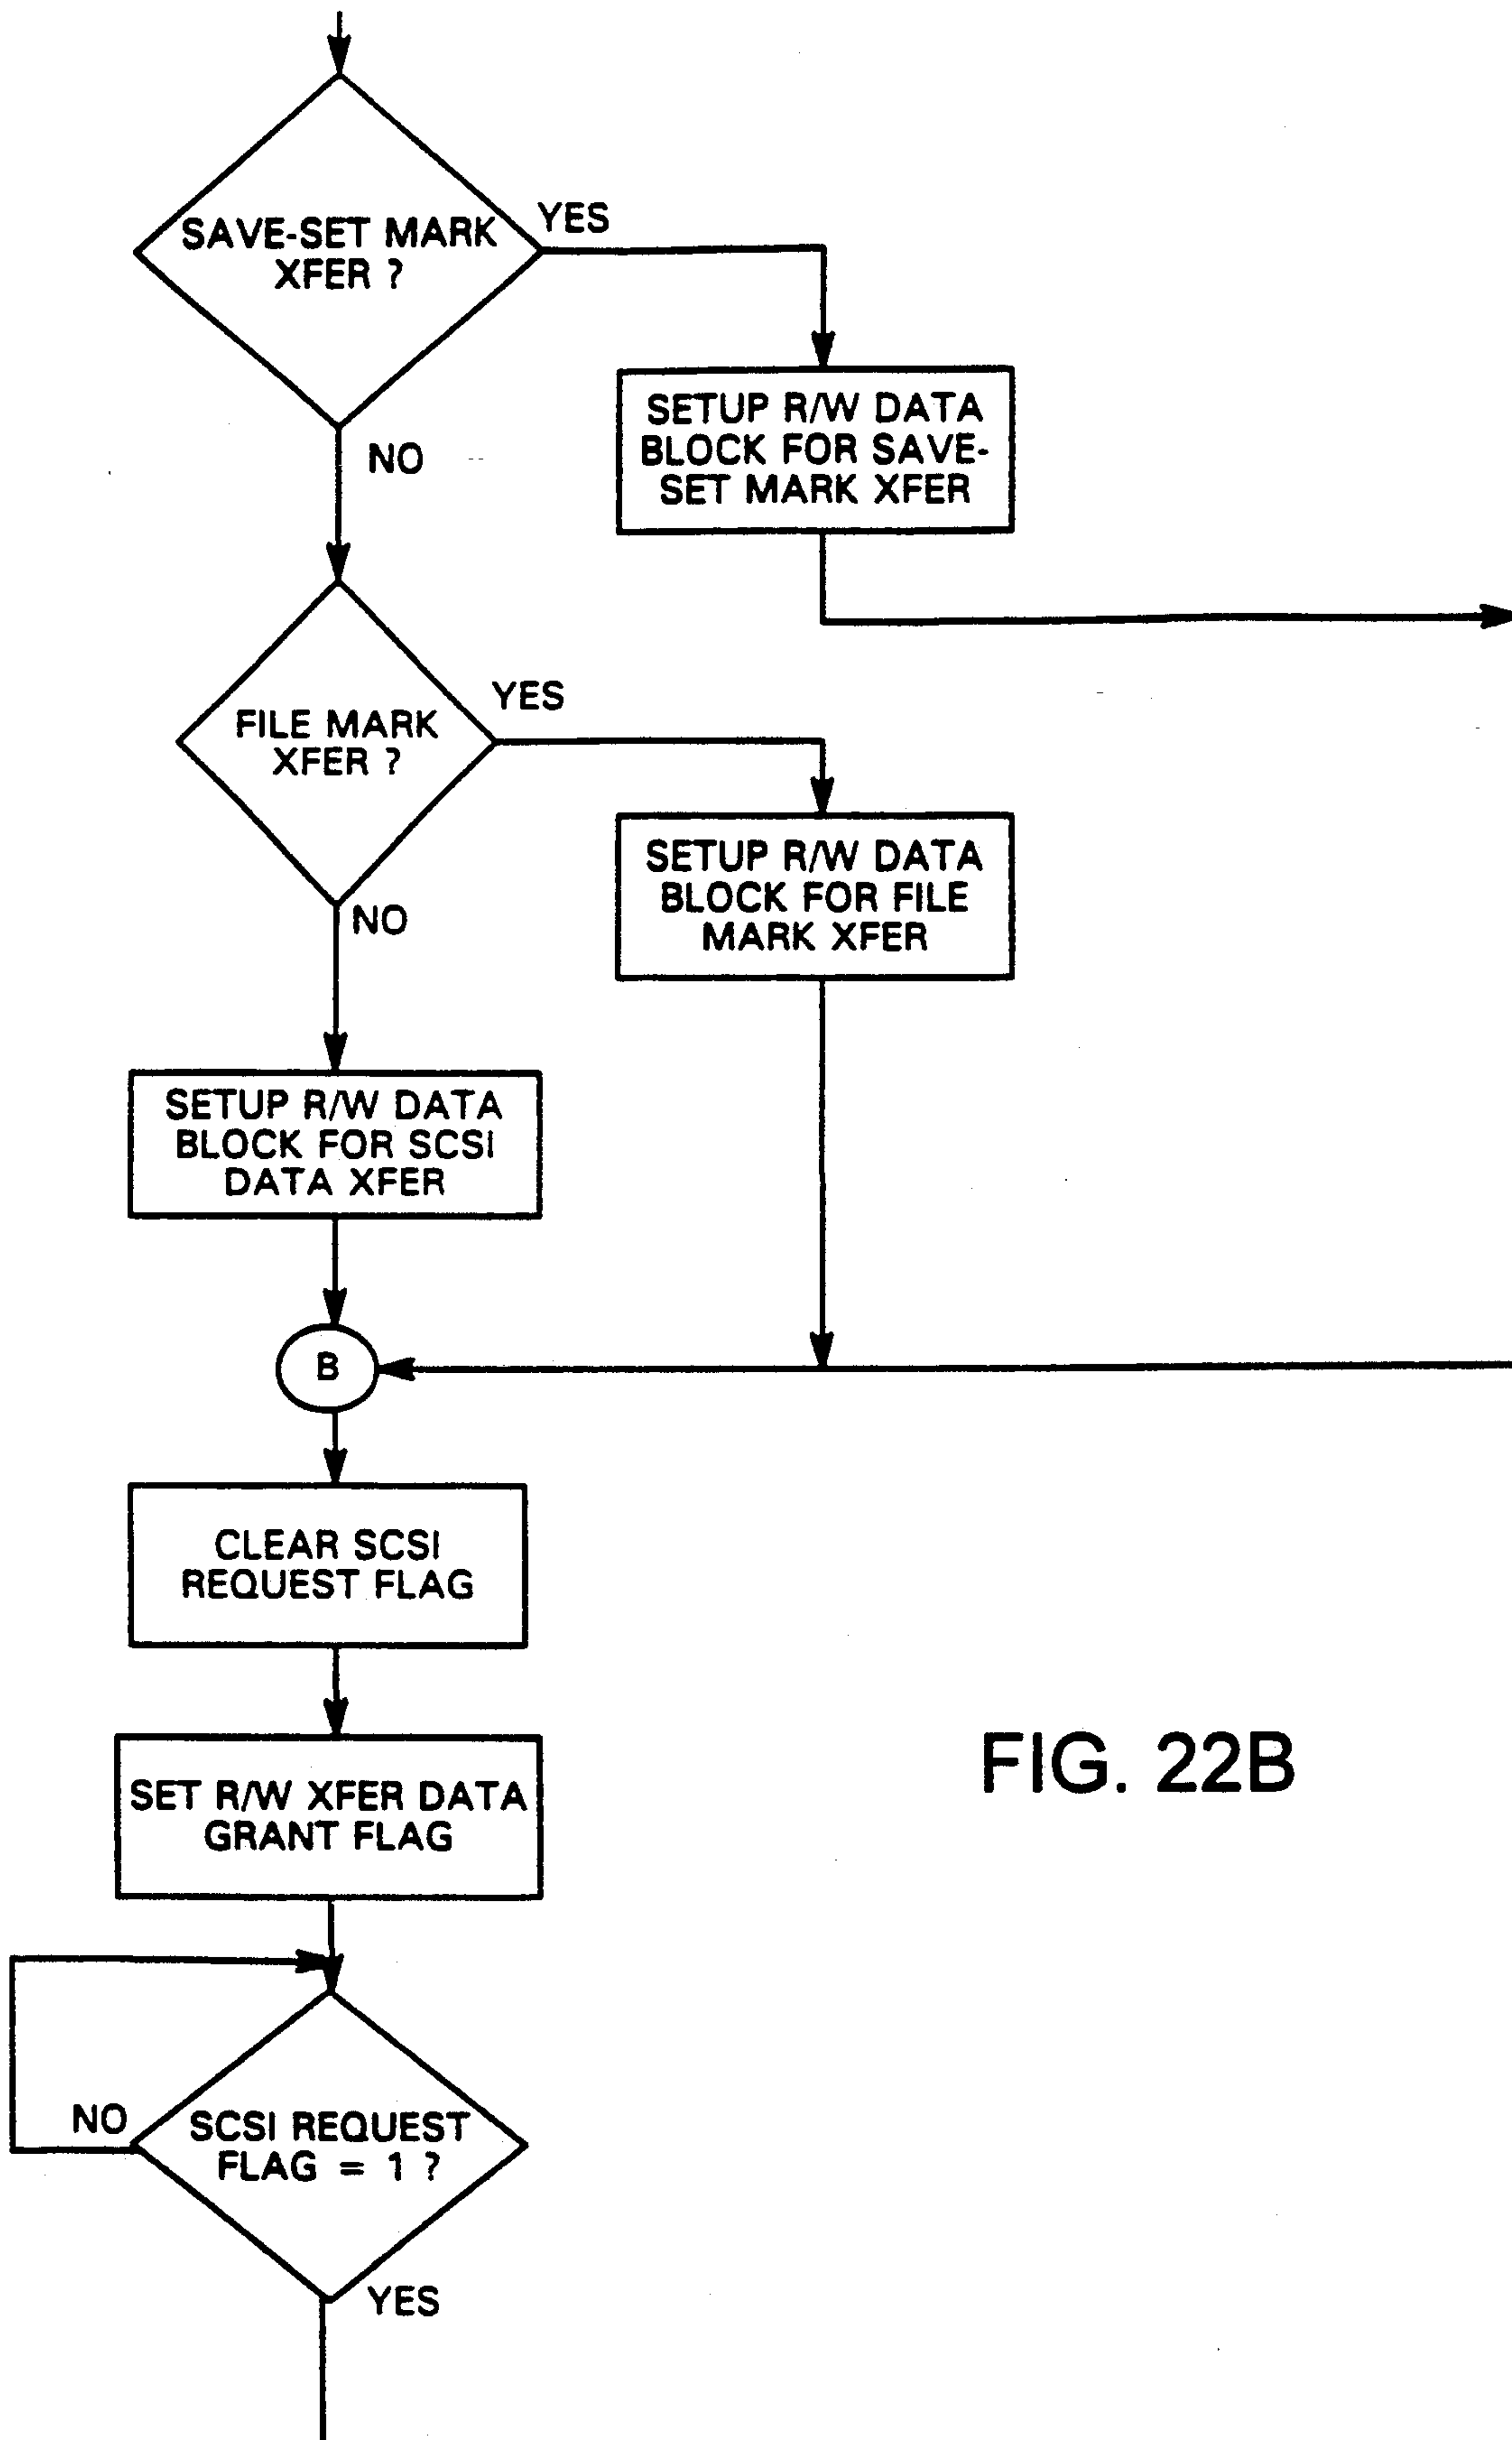 SAVE-SET MARK
XFER ?
YES
NO
SETUP R/W DATA
BLOCK FOR SAVE-
SET MARK XFER
FILE MARK
XFER ?
YES
NO
SETUP R/W DATA
BLOCK FOR FILE
MARK XFER
SETUP R/W DATA
BLOCK FOR SCSI
DATA XFER
B
CLEAR SCSI
REQUEST FLAG
SET R/W XFER DATA
GRANT FLAG
SCSI REQUEST
FLAG = 1 ?
NO
YES
FIG. 22B